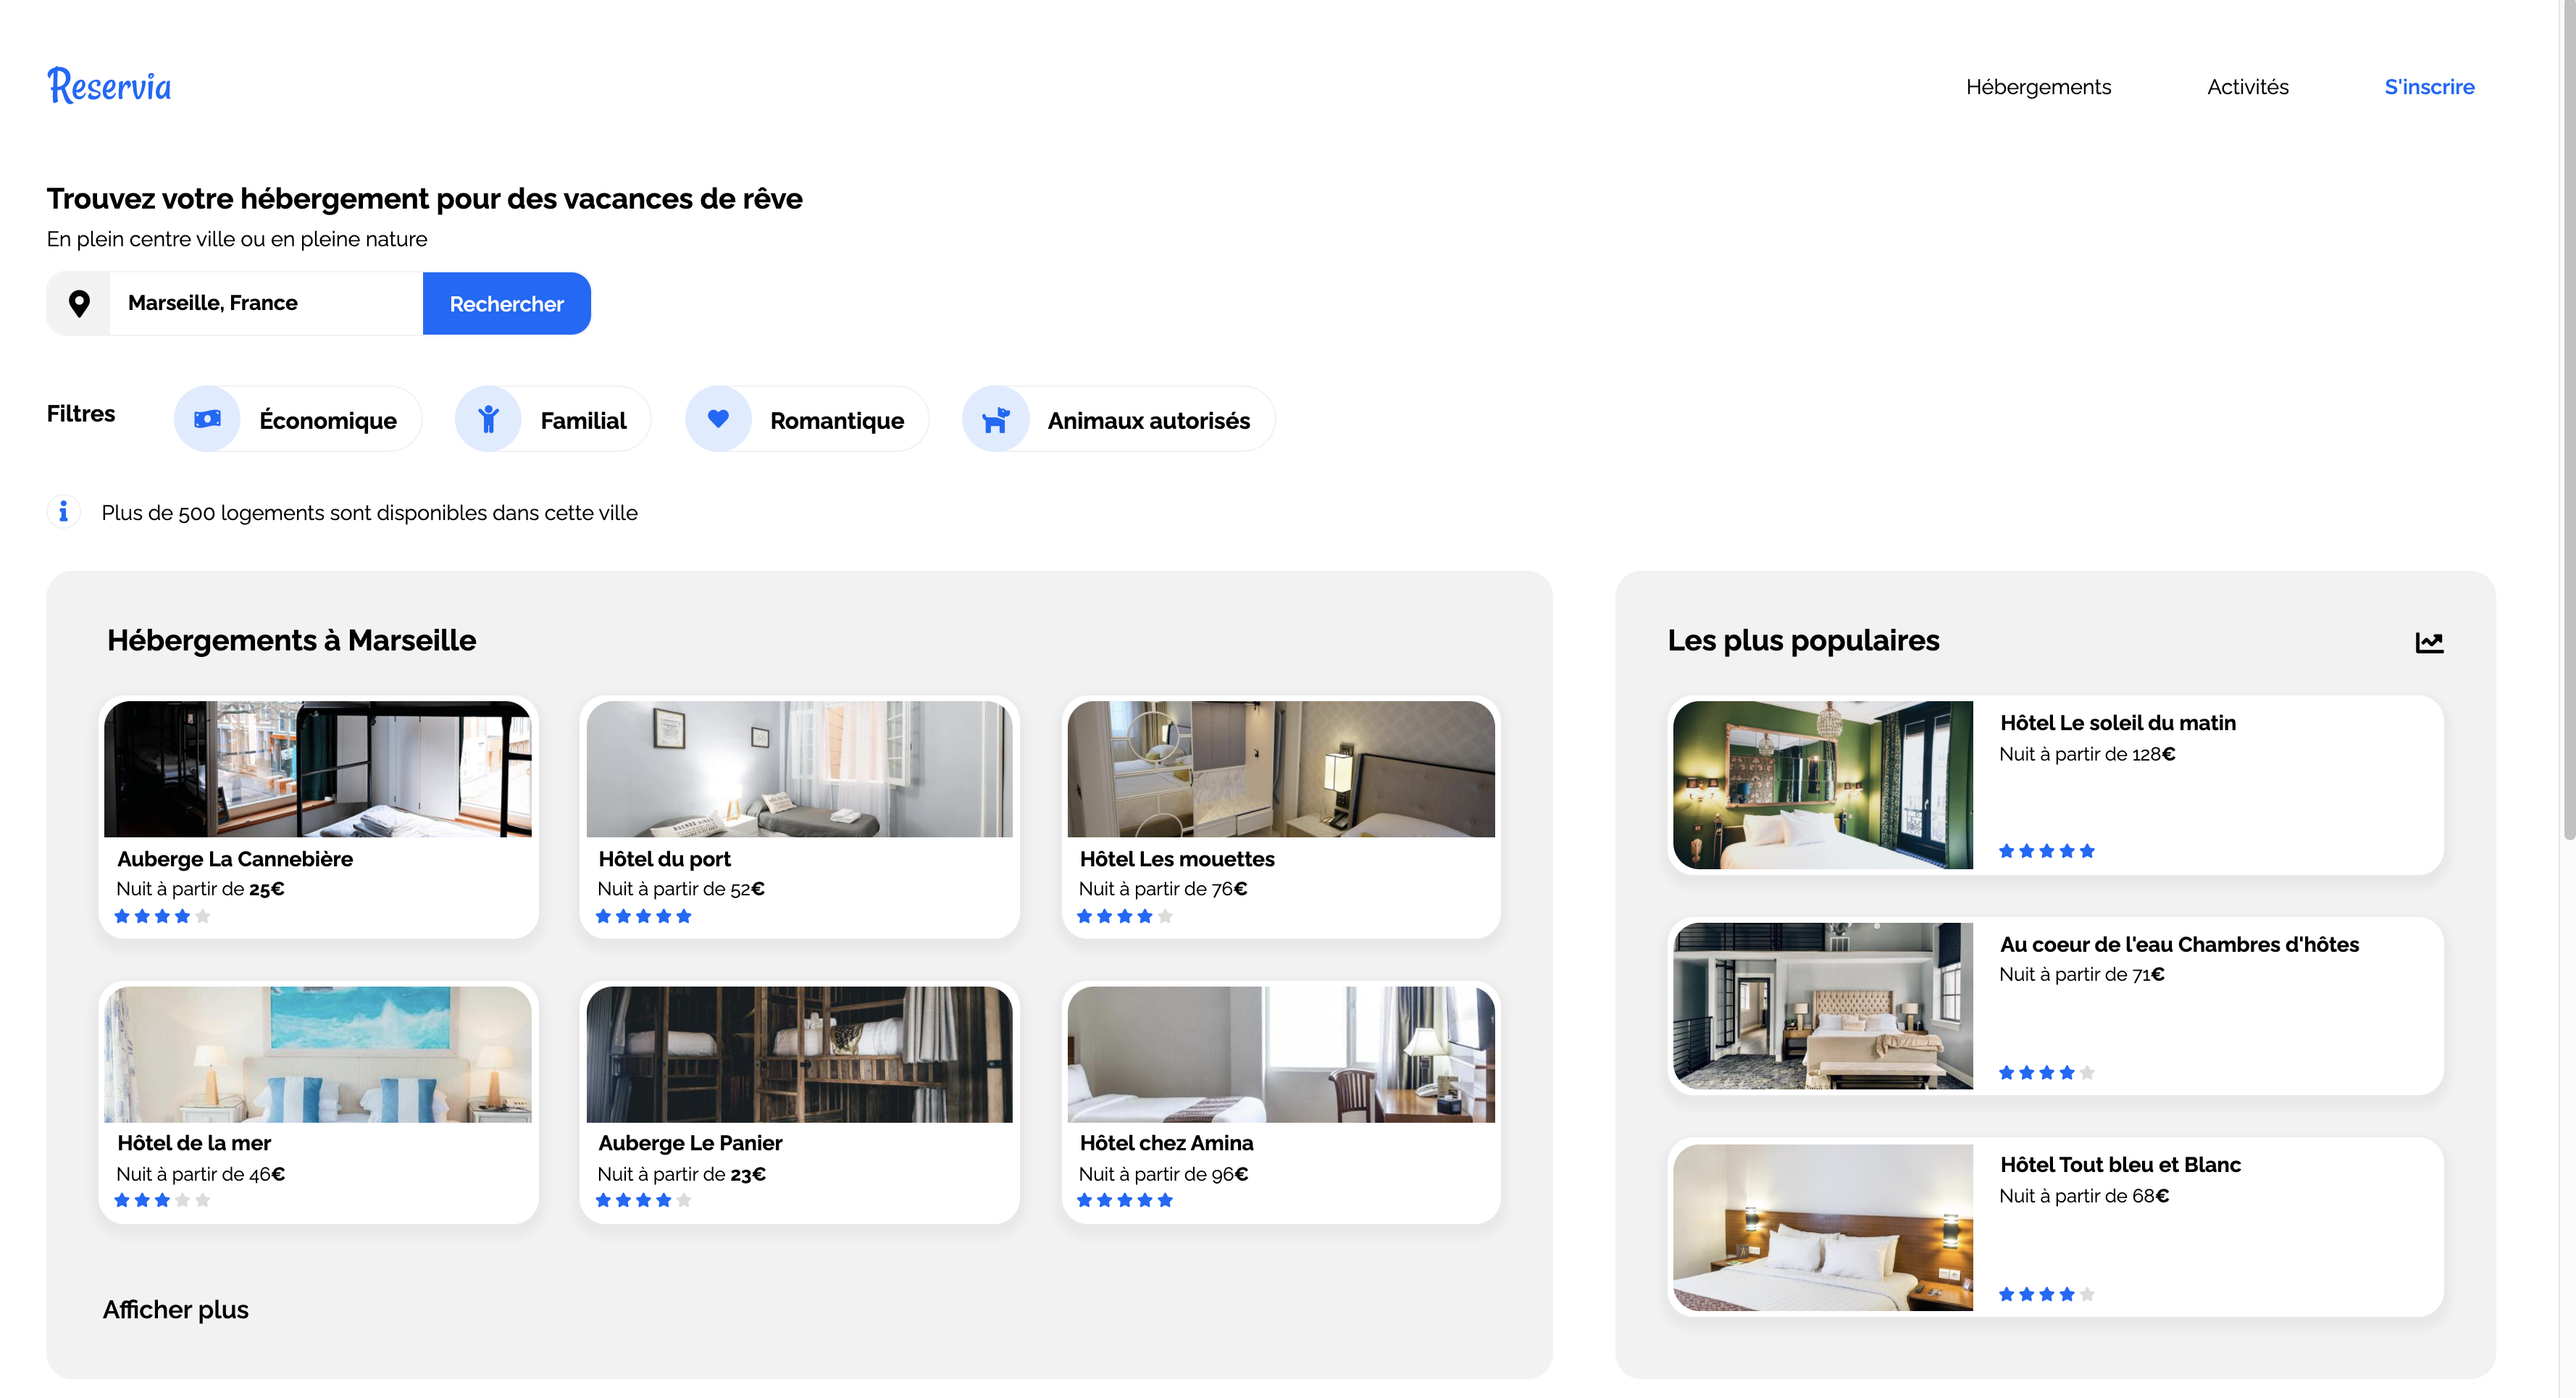 Reservia
Hébergements
Activités
S'inscrire
Trouvez votre hébergement pour des vacances de rêve
En plein centre ville ou en pleine nature
Marseille, France
Rechercher
Filtres
Économique
Familial
Romantique
Animaux autorisés
Plus de 500 logements sont disponibles dans cette ville
Hébergements à Marseille
Auberge La Cannebière
Nuit à partir de 25€
Hôtel du port
Nuit à partir de 52€
Hôtel Les mouettes
Nuit à partir de 76€
Hôtel de la mer
Nuit à partir de 46€
Auberge Le Panier
Nuit à partir de 23€
Hôtel chez Amina
Nuit à partir de 96€
Afficher plus
Les plus populaires
Hôtel Le soleil du matin
Nuit à partir de 128€
Au coeur de l'eau Chambres d'hôtes
Nuit à partir de 71€
Hôtel Tout bleu et Blanc
Nuit à partir de 68€